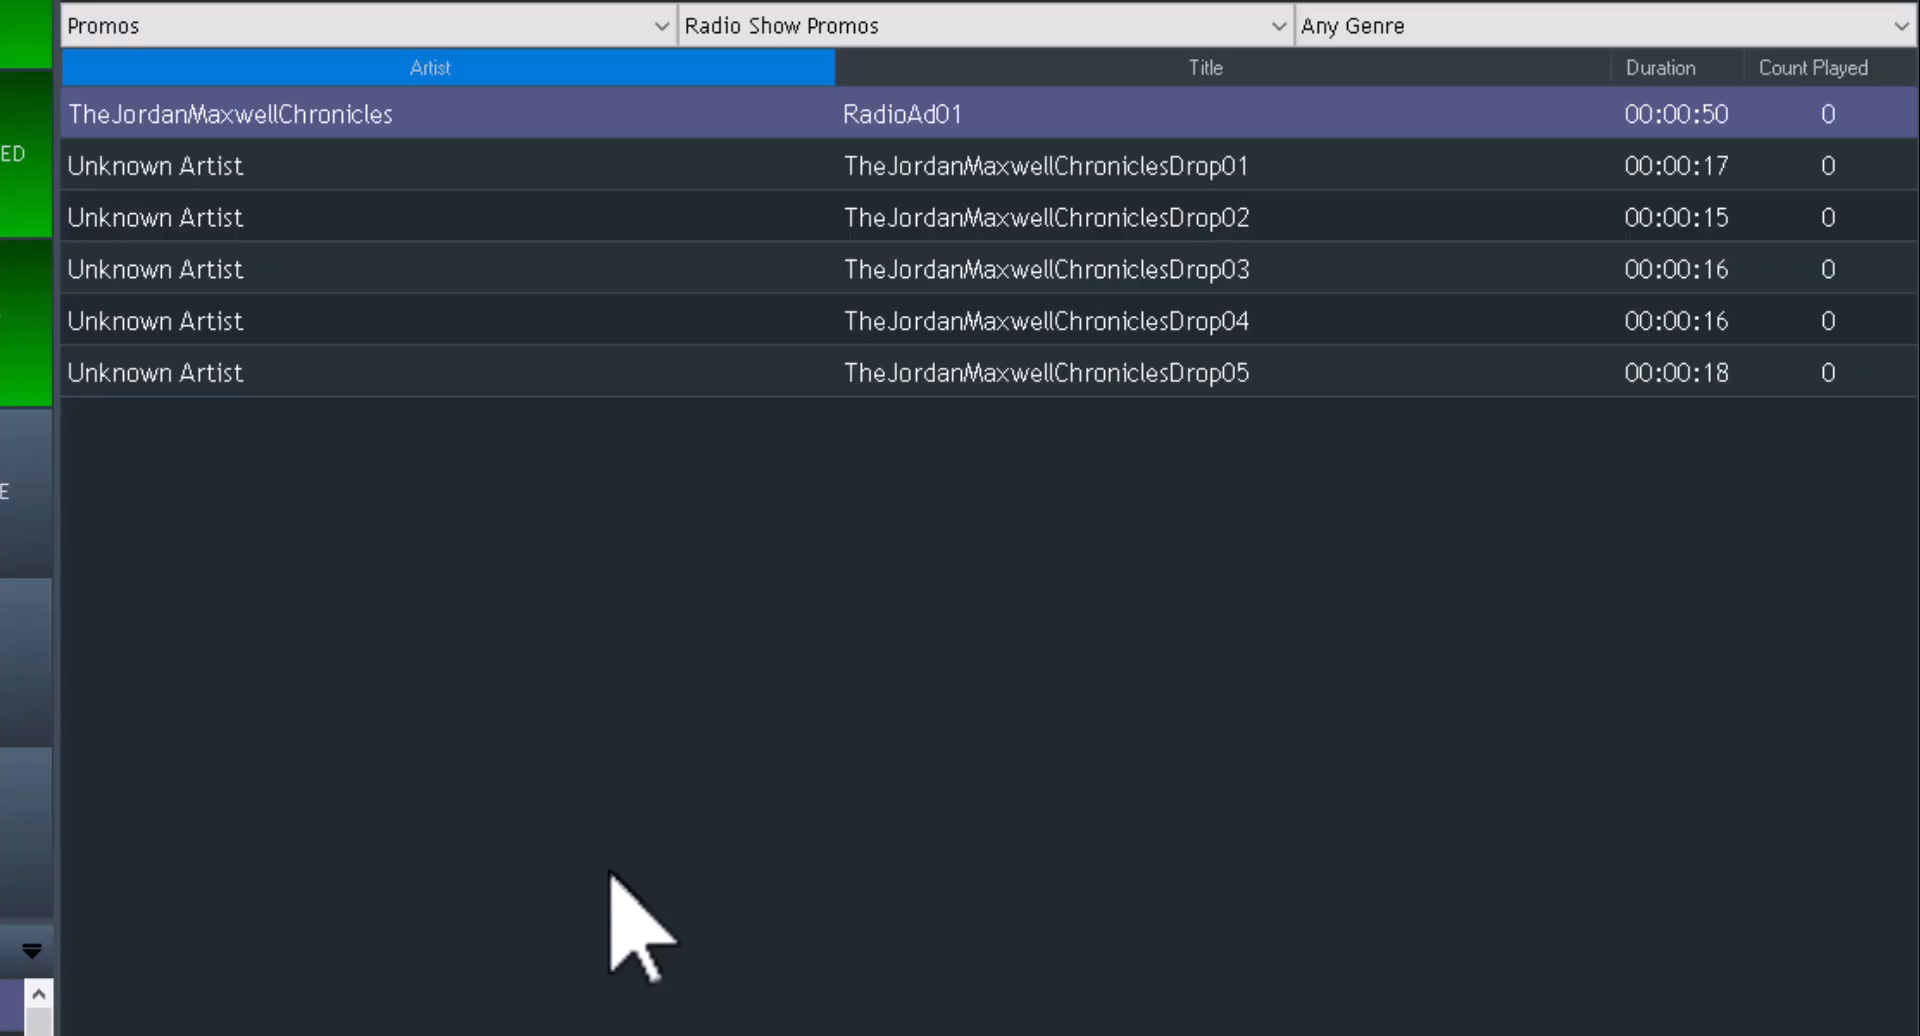 Promos Radio Show Promos Any Genre
Artist Title Duration Count Played
TheJordanMaxwellChronicles RadioAd01 00:00:50 0
ED
Unknown Artist TheJordanMaxwellChroniclesDrop01 00:00:17 0
Unknown Artist TheJordanMaxwellChroniclesDrop02 00:00:15 0
Unknown Artist TheJordanMaxwellChroniclesDrop03 00:00:16 0
Unknown Artist TheJordanMaxwellChroniclesDrop04 00:00:16 0
Unknown Artist TheJordanMaxwellChroniclesDrop05 00:00:18 0
E